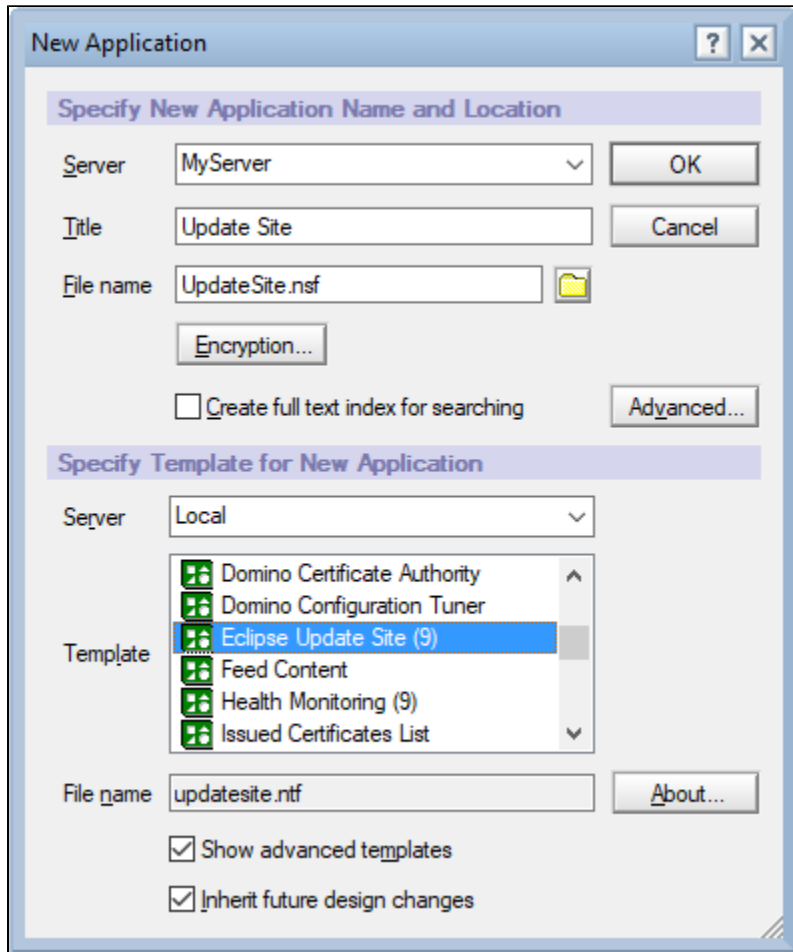 New Application
?
Specify New Application Name and Location
Server MyServer OK
Title Update Site Cancel
File name UpdateSite.nsf
Encryption...
Create full text index for searching Advanced...
Specify Template for New Application
Server Local
Domino Certificate Authority
Domino Configuration Tuner
Template Eclipse Update Site (9)
Feed Content
Health Monitoring (9)
Issued Certificates List
File name updatesite.ntf About...
Show advanced templates
Inherit future design changes